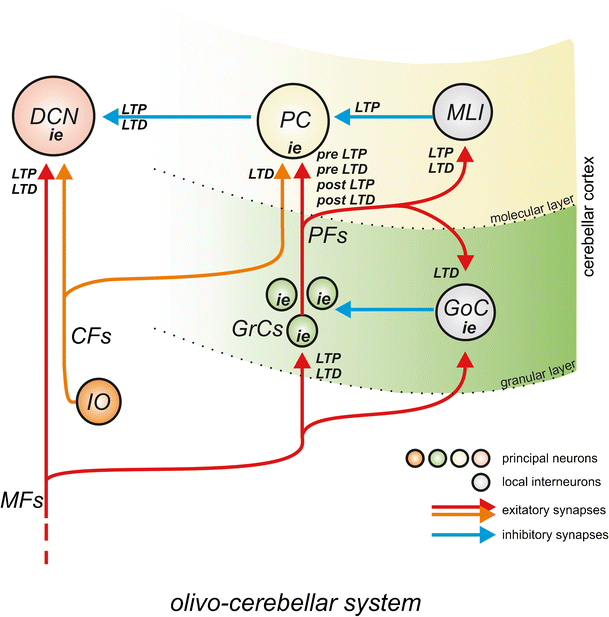 DCN
ie
LTP
LTD
PC
ie
LTP
MLI
LTP
LTD
LTD
pre LTP
pre LTD
post LTP
post LTD
LTP
LTD
molecular layer
cerebellar cortex
PFs
LTD
ie
ie
GoC
ie
GrCs
ie
CFs
LTP
LTD
granular layer
IO
principal neurons
local interneurons
MFs
exitatory synapses
inhibitory synapses
olivo-cerebellar system